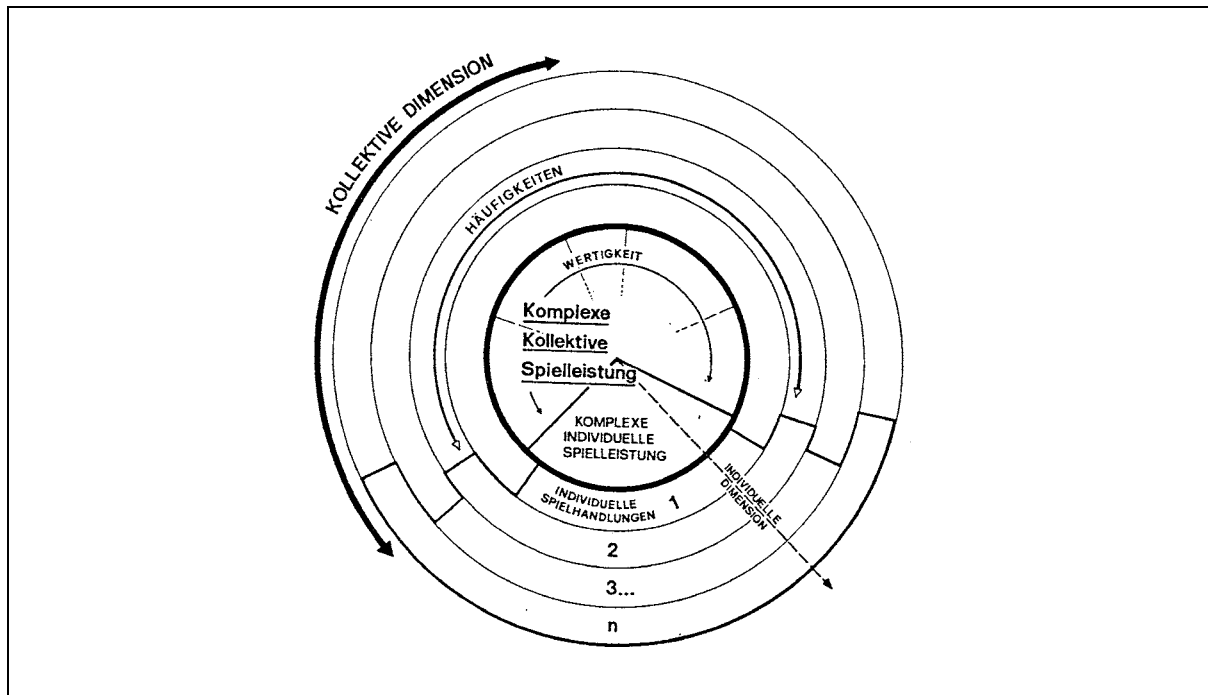 KOLLEKTIVE DIMENSION
HÄUFIGKEITEN
WERTIGKEIT
Komplexe
Kollektive
Spielleistung
KOMPLEXE
INDIVIDUELLE
SPIELLEISTUNG
INDIVIDUELLE
SPIELHANDLUNGEN 1
INDIVIDUELLE
DIMENSION
2
3...
n